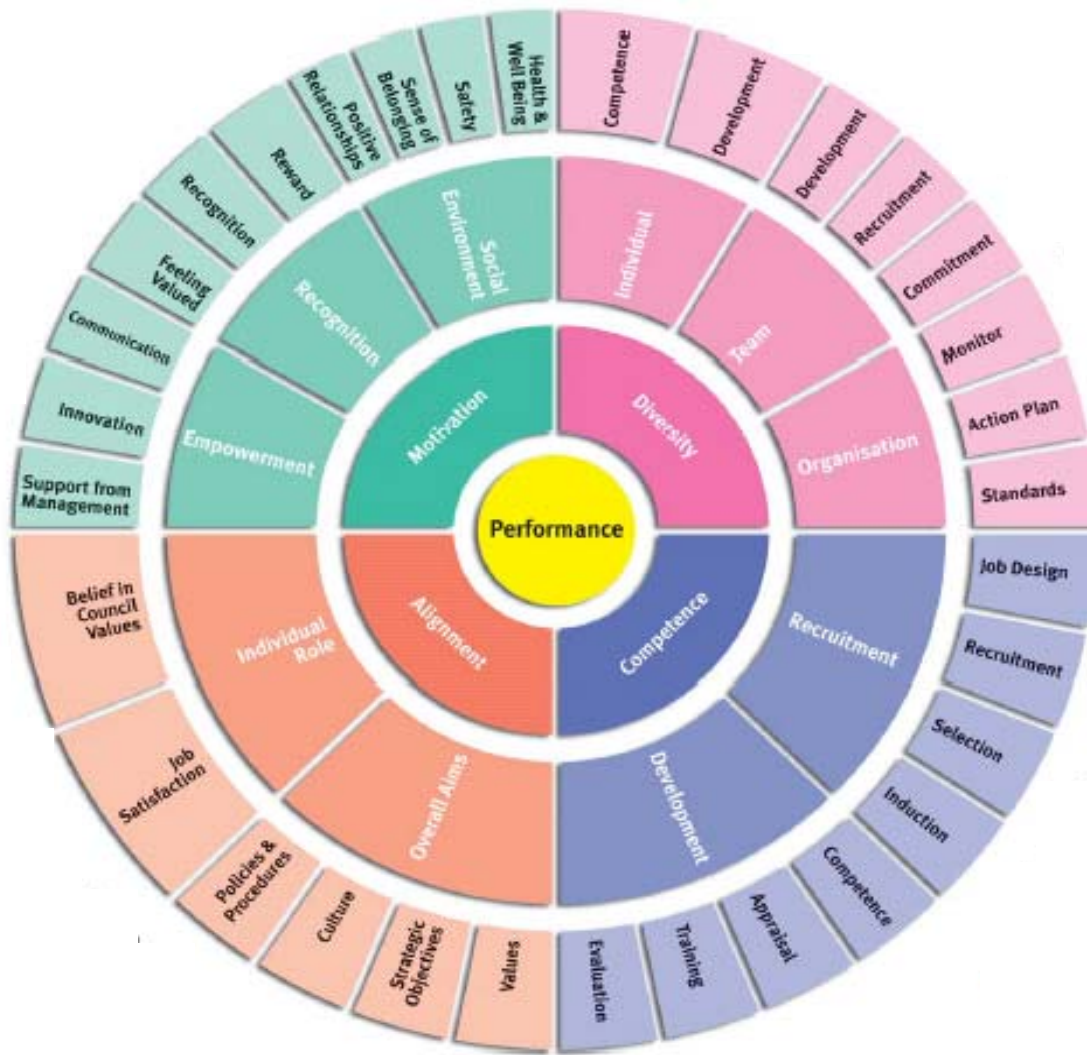 Performance
Motivation
Diversity
Competence
Alignment
Empowerment
Recognition
Social
Environment
Individual
Team
Organisation
Recruitment
Development
Overall Aims
Individual
Role
Support from
Management
Innovation
Communication
Feeling
Valued
Recognition
Reward
Positive
Relationships
Sense of
Belonging
Safety
Health &
Well Being
Competence
Development
Development
Recruitment
Commitment
Monitor
Action Plan
Standards
Job Design
Recruitment
Selection
Induction
Competence
Appraisal
Training
Evaluation
Values
Strategic
Objectives
Culture
Policies &
Procedures
Job
Satisfaction
Belief in
Council
Values